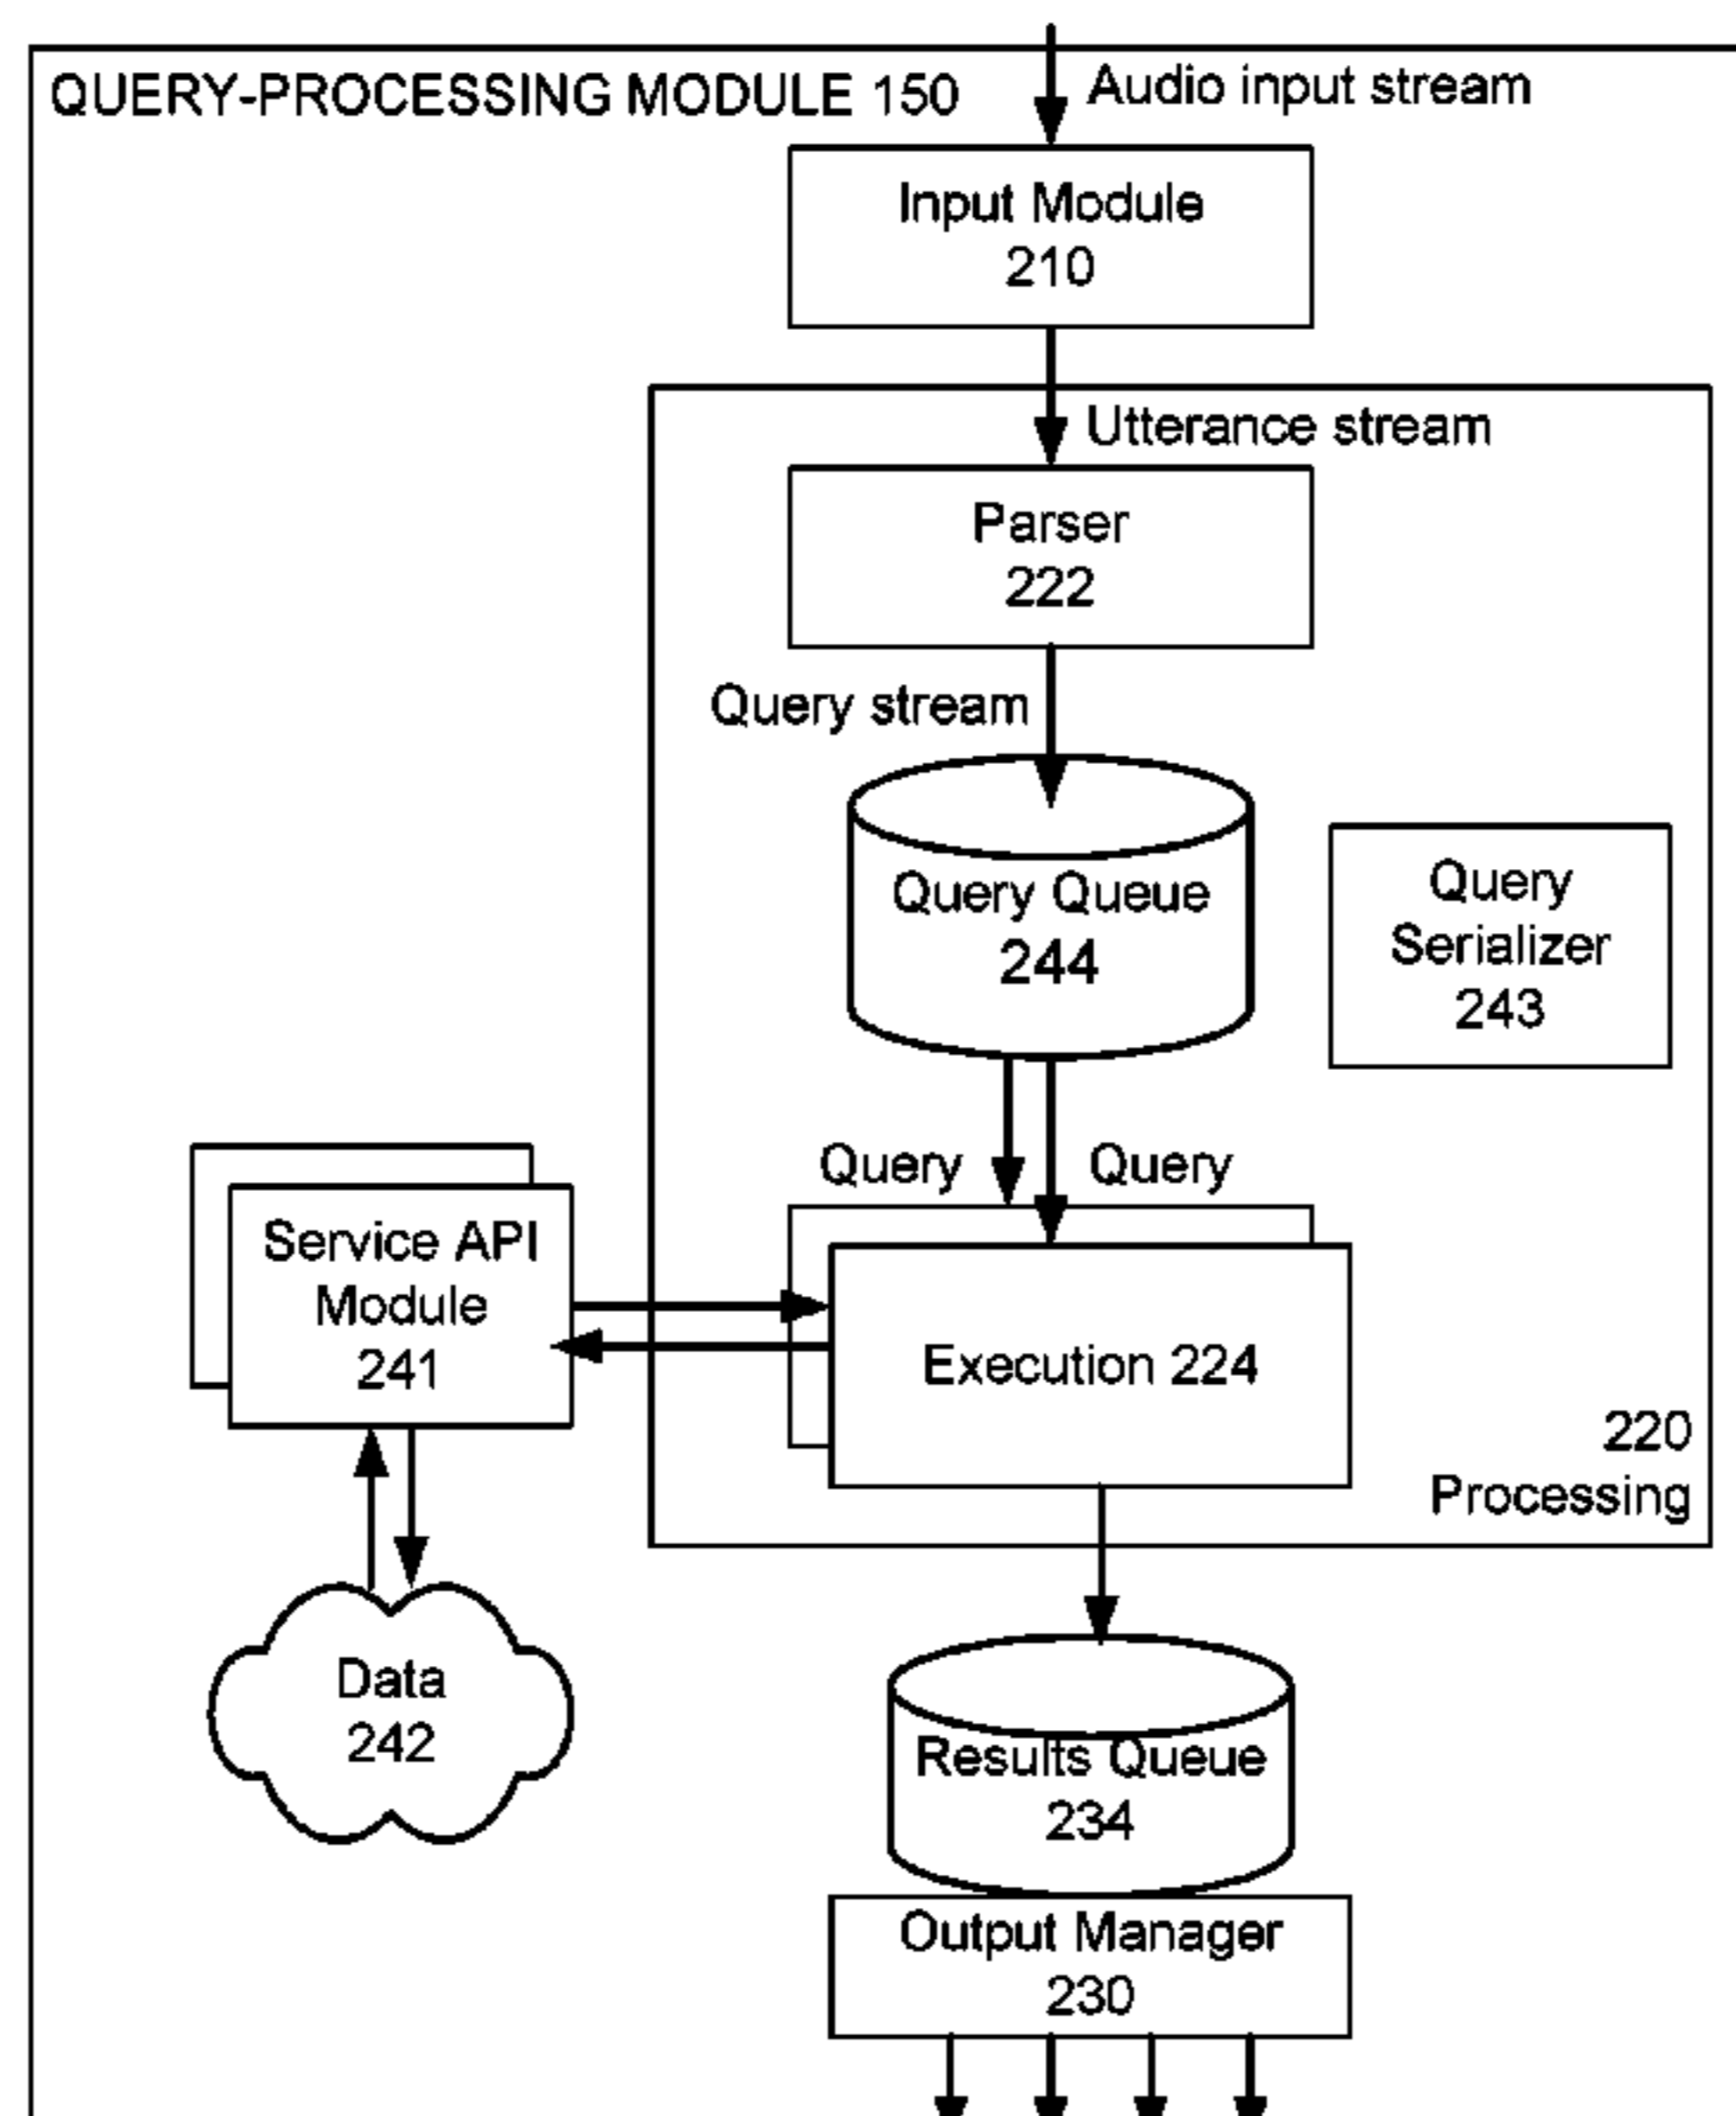 QUERY-PROCESSING MODULE 150
Audio input stream
Input Module
210
Utterance stream
Parser
222
Query stream
Query Queue
244
Query
Serializer
243
Query
Query
Service API
Module
241
Execution 224
220
Processing
Data
242
Results Queue
234
Output Manager
230